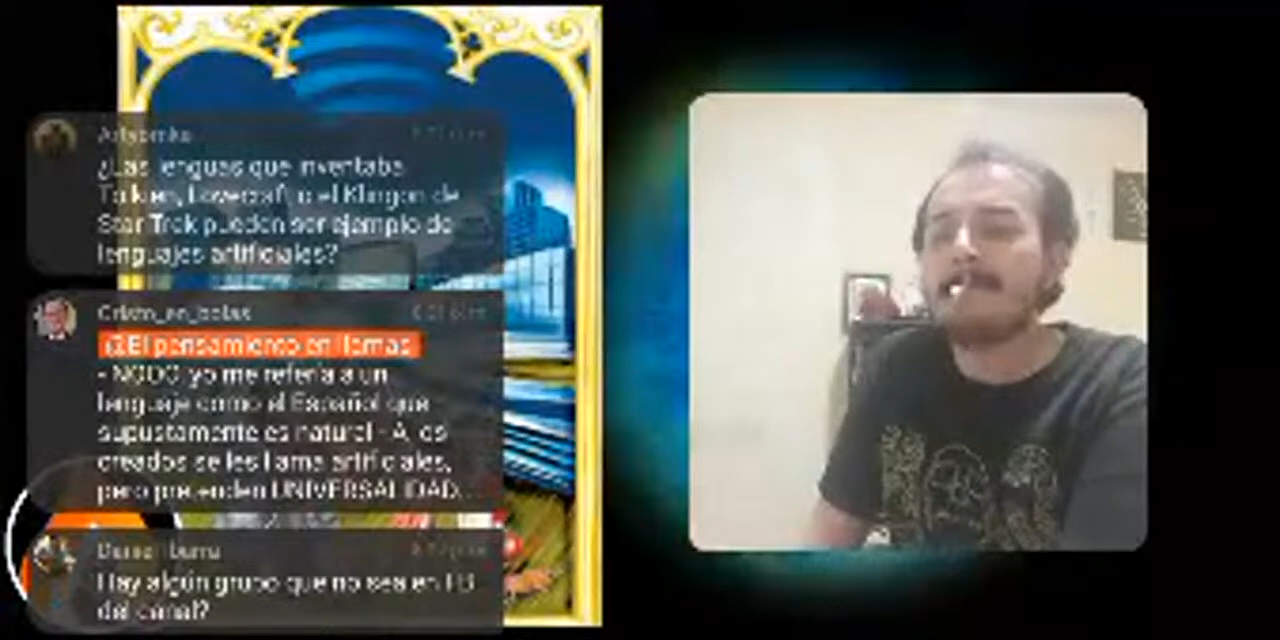 ¿Las lenguas que inventaba
Tolkien, Lovecraft, o el Klingon de
Star Trek pueden ser ejemplo de
lenguajes artificiales?
Cristo_en_bolas
El pensamiento en llamas
- NOOO, yo me refería a un
lenguaje como el Español que
supustamente es natural - A los
creados se les llama artificiales,
pero pretenden UNIVERSALIDAD...
Hay algún grupo que no sea en FB
del canal?